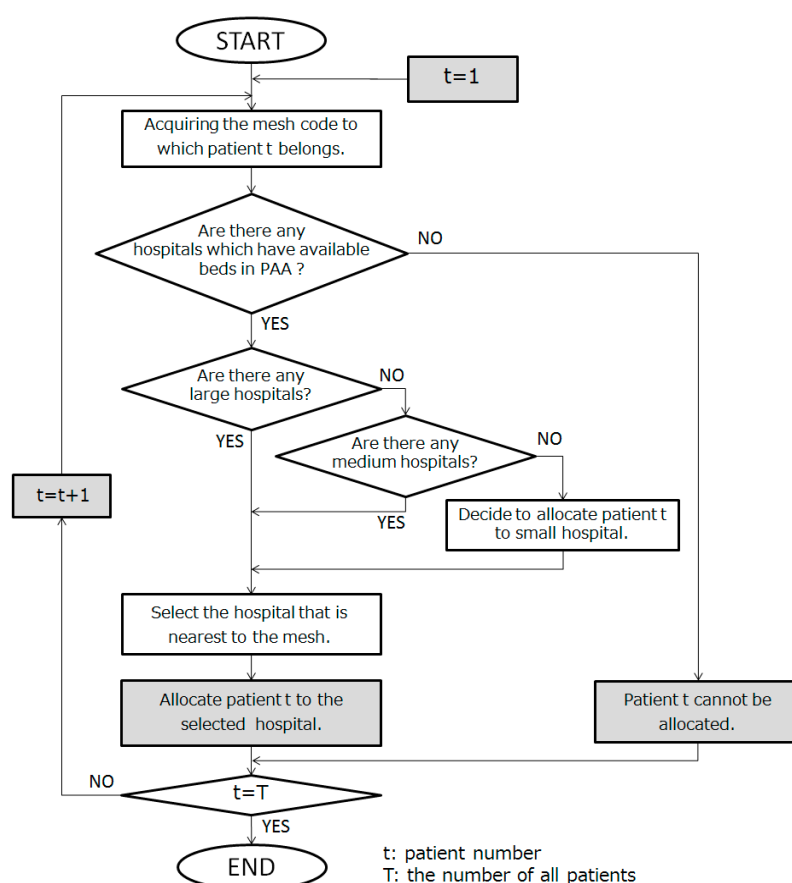 START
t=1
Acquiring the mesh code to
which patient t belongs.
Are there any
hospitals which have available
beds in PAA ?
NO
YES
Are there any
large hospitals?
NO
YES
Are there any
medium hospitals?
NO
YES
t=t+1
Decide to allocate patient t
to small hospital.
Select the hospital that is
nearest to the mesh.
Allocate patient t to the
selected hospital.
Patient t cannot be
allocated.
t=T
NO
YES
END
t: patient number
T: the number of all patients